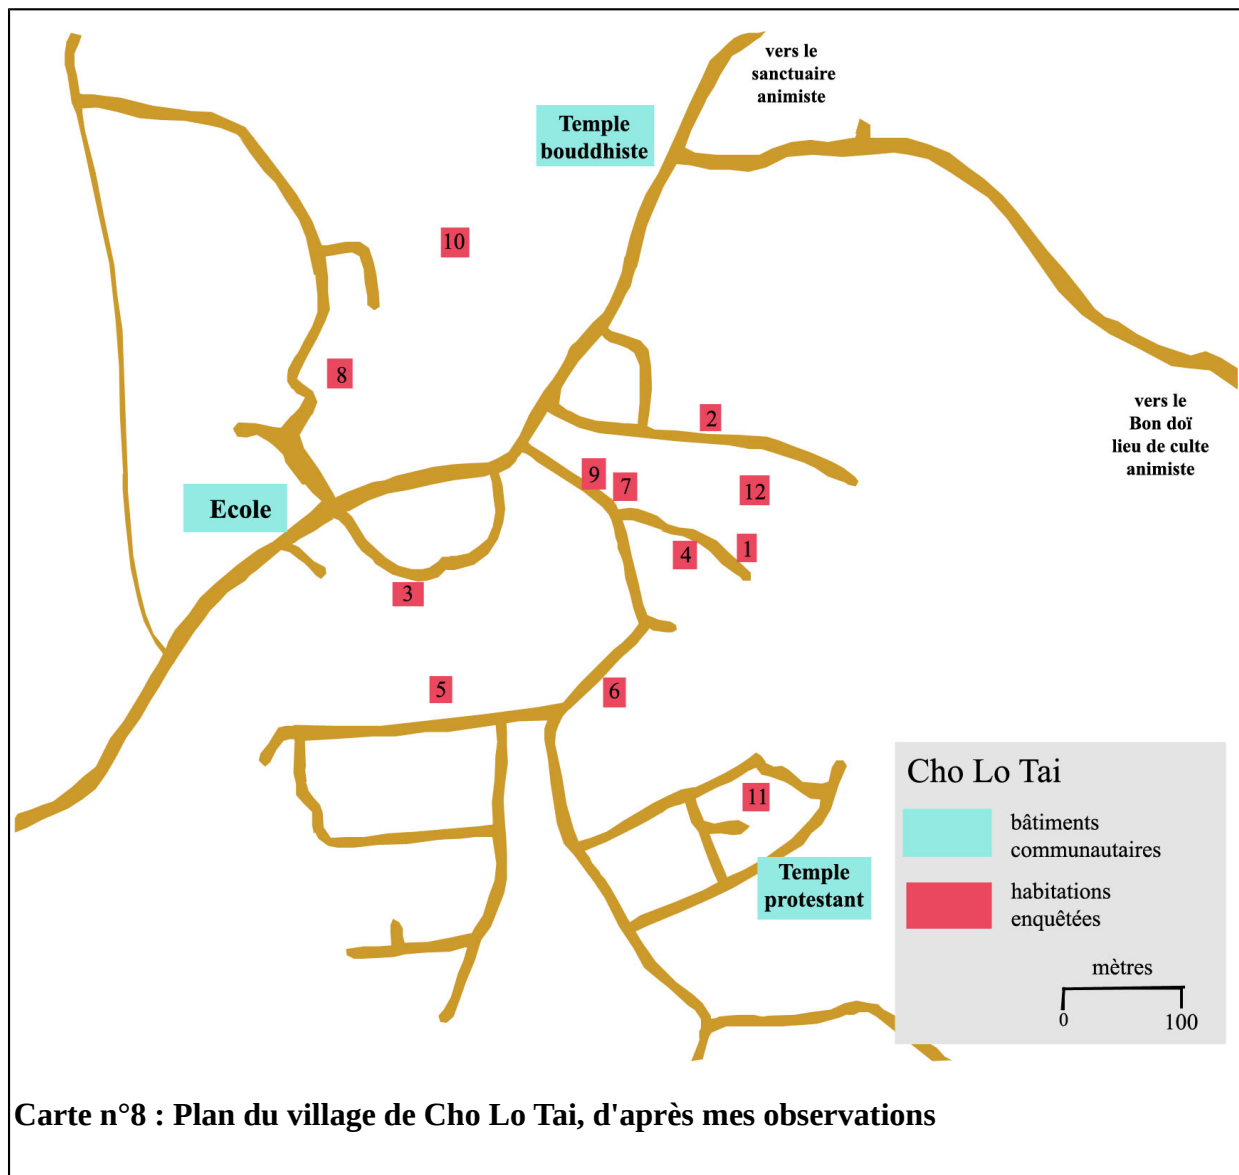 vers le
sanctuaire
animiste
Temple
bouddhiste
10
8
2
vers le
Bon doï
lieu de culte
animiste
9
7
12
Ecole
1
4
3
5
6
11
Temple
protestant
Cho Lo Tai
bâtiments
communautaires
habitations
enquêtées
mètres
0
100
Carte n°8 : Plan du village de Cho Lo Tai, d'après mes observations